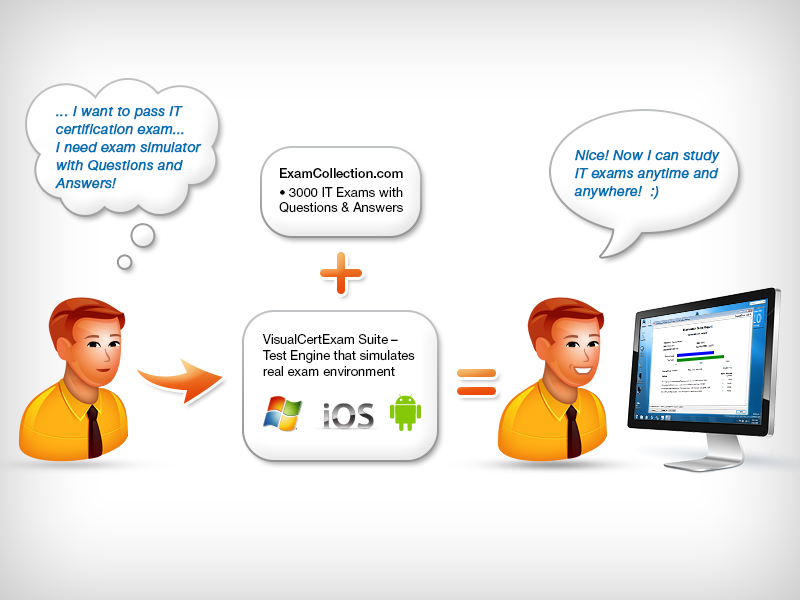 ... I want to pass IT
certification exam...
I need exam simulator
with Questions and
Answers!
ExamCollection.com
• 3000 IT Exams with
Questions & Answers
VisualCertExam Suite –
Test Engine that simulates
real exam environment
iOS
Nice! Now I can study
IT exams anytime and
anywhere!  :)